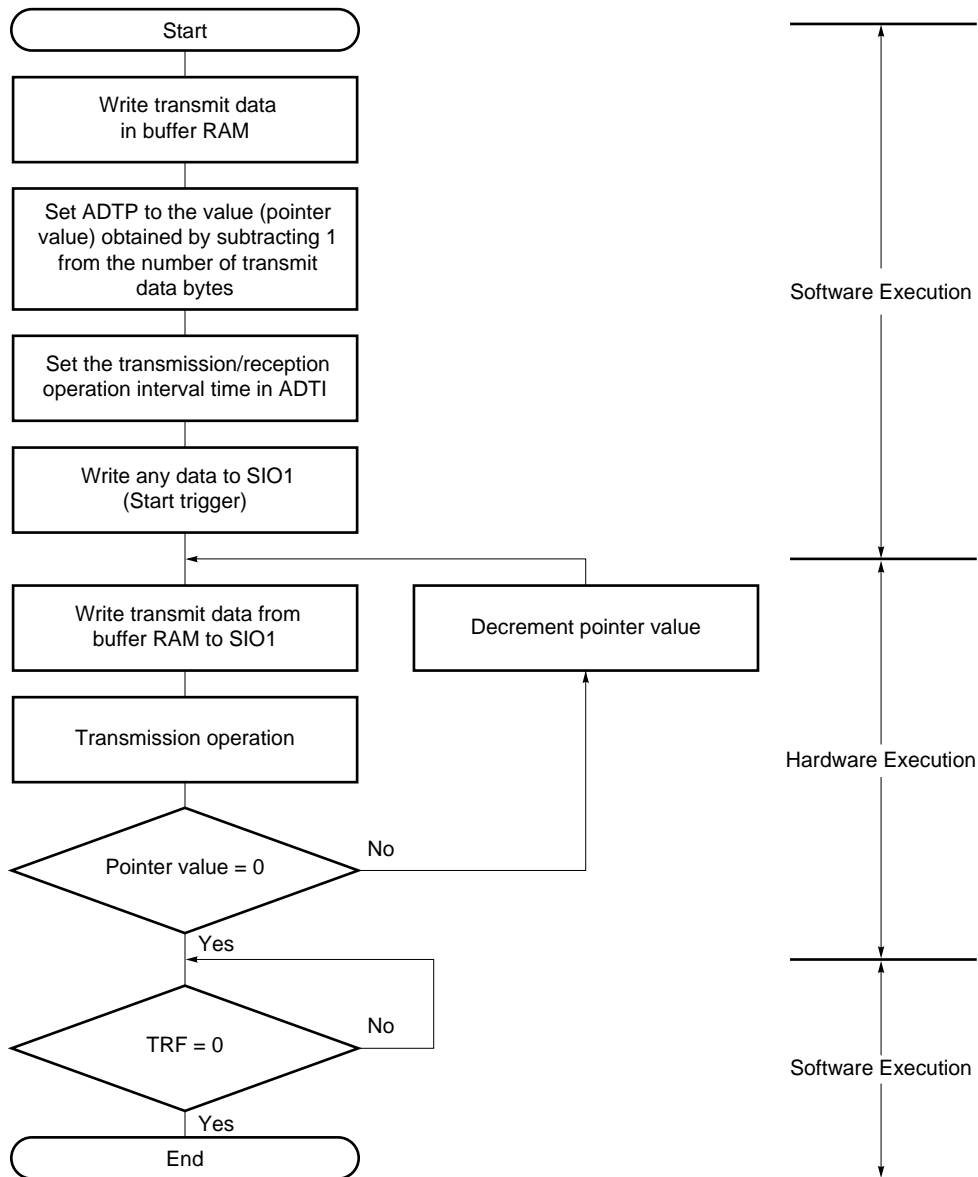 Start
Write transmit data
in buffer RAM
Set ADTP to the value (pointer
value) obtained by subtracting 1
from the number of transmit
data bytes
Software Execution
Set the transmission/reception
operation interval time in ADTI
Write any data to SIO1
(Start trigger)
Write transmit data from
buffer RAM to SIO1
Decrement pointer value
Transmission operation
Hardware Execution
Pointer value = 0
No
Yes
TRF = 0
No
Software Execution
Yes
End